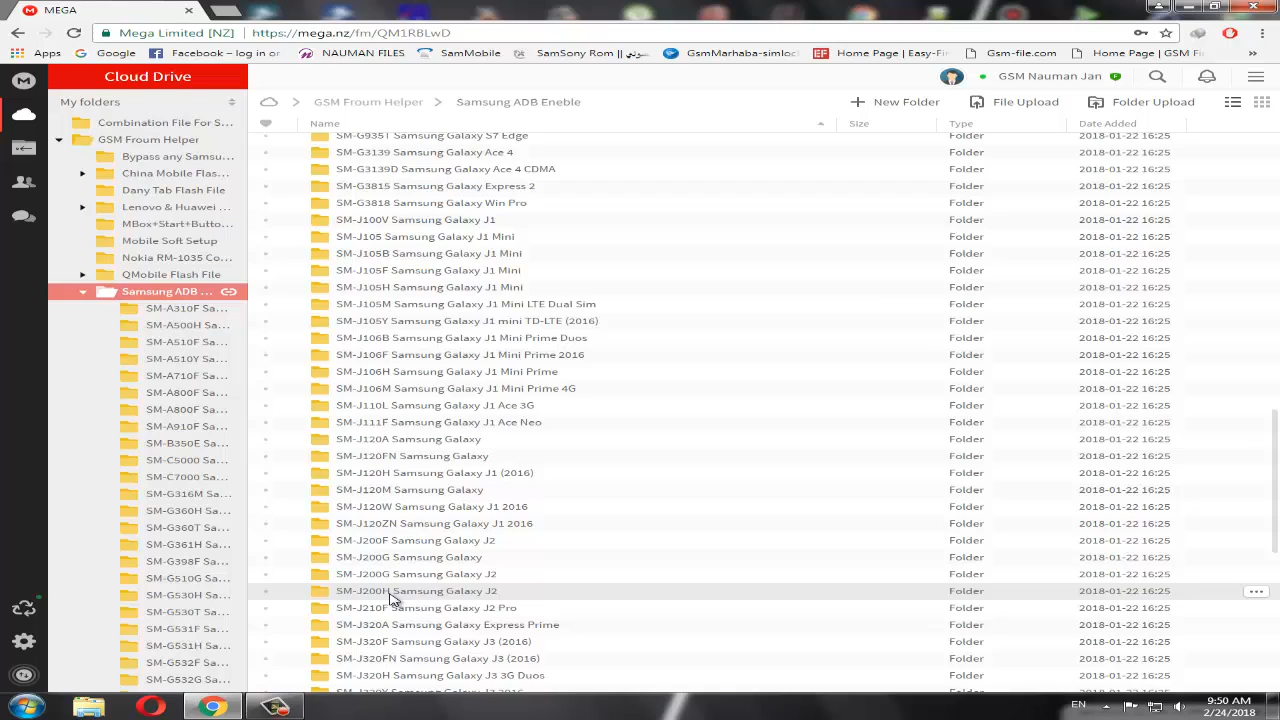 MEGA
Mega Limited [NZ] https://mega.nz/fm/QM1RBLwD
Apps Google Facebook – log in or NAUMAN FILES SamMobile SamSony Rom || GsmMarhaba-simloc Home Page | Easy-Fir Gsm-file.com Home Page | GSM F
Cloud Drive
GSM Nauman Jan
My folders
GSM Froum Helper Samsung ADB Eneble
New Folder File Upload Folder Upload
Name Size Type Date Added
Combination File For S...
GSM Froum Helper
Bypass any Samsu...
China Mobile Flas...
Dany Tab Flash File
Lenovo & Huawei ...
MBox+Start+Butto...
Mobile Soft Setup
Nokia RM-1035 Co...
QMobile Flash File
Samsung ADB ...
SM-A310F Sa...
SM-A500H Sa...
SM-A510F Sa...
SM-A510Y Sa...
SM-A710F Sa...
SM-A800F Sa...
SM-A800F Sa...
SM-A910F Sa...
SM-B350E Sa...
SM-C5000 Sa...
SM-C7000 Sa...
SM-G316M Sa...
SM-G360H Sa...
SM-G360T Sa...
SM-G361H Sa...
SM-G398F Sa...
SM-G510G Sa...
SM-G530H Sa...
SM-G530T Sa...
SM-G531F Sa...
SM-G531H Sa...
SM-G532F Sa...
SM-G532G Sa...
SM-G935T Samsung Galaxy S7 Edge Folder 2018-01-22 16:25
SM-G3139 Samsung Galaxy Ace 4 Folder 2018-01-22 16:25
SM-G3139D Samsung Galaxy Ace 4 CDMA Folder 2018-01-22 16:25
SM-G3815 Samsung Galaxy Express 2 Folder 2018-01-22 16:25
SM-G3818 Samsung Galaxy Win Pro Folder 2018-01-22 16:25
SM-J100V Samsung Galaxy J1 Folder 2018-01-22 16:25
SM-J105 Samsung Galaxy J1 Mini Folder 2018-01-22 16:25
SM-J105B Samsung Galaxy J1 Mini Folder 2018-01-22 16:25
SM-J105F Samsung Galaxy J1 Mini Folder 2018-01-22 16:25
SM-J105H Samsung Galaxy J1 Mini Folder 2018-01-22 16:25
SM-J105M Samsung Galaxy J1 Mini LTE Dual Sim Folder 2018-01-22 16:25
SM-J105Y Samsung Galaxy J1 mini TD-LTE (2016) Folder 2018-01-22 16:25
SM-J106B Samsung Galaxy J1 Mini Prime Duos Folder 2018-01-22 16:25
SM-J106F Samsung Galaxy J1 Mini Prime 2016 Folder 2018-01-22 16:25
SM-J106H Samsung Galaxy J1 Mini Prime Folder 2018-01-22 16:25
SM-J106M Samsung Galaxy J1 Mini Prime 4G Folder 2018-01-22 16:25
SM-J110L Samsung Galaxy J1 Ace 3G Folder 2018-01-22 16:25
SM-J111F Samsung Galaxy J1 Ace Neo Folder 2018-01-22 16:25
SM-J120A Samsung Galaxy Folder 2018-01-22 16:25
SM-J120FN Samsung Galaxy Folder 2018-01-22 16:25
SM-J120H Samsung Galaxy J1 (2016) Folder 2018-01-22 16:25
SM-J120M Samsung Galaxy Folder 2018-01-22 16:25
SM-J120W Samsung Galaxy J1 2016 Folder 2018-01-22 16:25
SM-J120ZN Samsung Galaxy J1 2016 Folder 2018-01-22 16:25
SM-J200F Samsung Galaxy J2 Folder 2018-01-22 16:25
SM-J200G Samsung Galaxy Folder 2018-01-22 16:25
SM-J200G Samsung Galaxy J2 Folder 2018-01-22 16:25
SM-J200H Samsung Galaxy J2 Folder 2018-01-22 16:25
SM-J210F Samsung Galaxy J2 Pro Folder 2018-01-22 16:25
SM-J320A Samsung Galaxy Express Prime Folder 2018-01-22 16:25
SM-J320F Samsung Galaxy J3 (2016) Folder 2018-01-22 16:25
SM-J320FN Samsung Galaxy J3 (2016) Folder 2018-01-22 16:25
SM-J320H Samsung Galaxy J3 3G Duos Folder 2018-01-22 16:25
EN 9:50 AM
2/24/2018